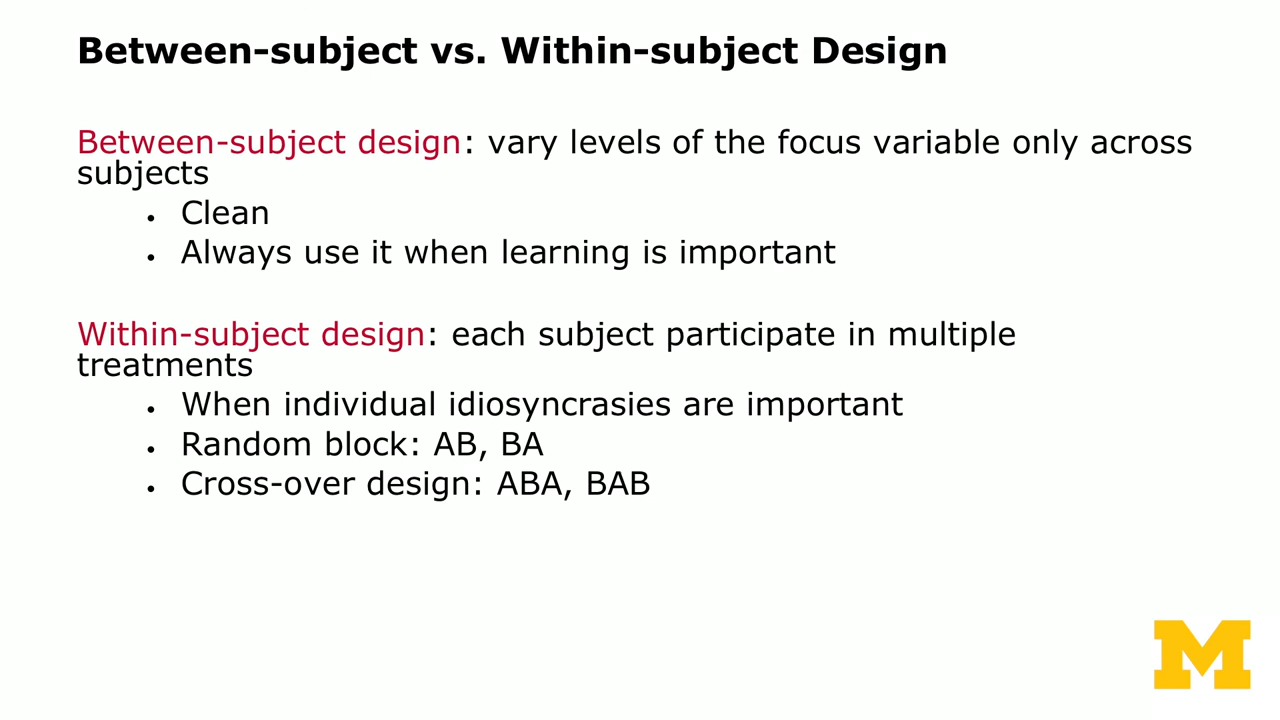 Between-subject vs. Within-subject Design
Between-subject design: vary levels of the focus variable only across
subjects
• Clean
• Always use it when learning is important
Within-subject design: each subject participate in multiple
treatments
• When individual idiosyncrasies are important
• Random block: AB, BA
• Cross-over design: ABA, BAB
M